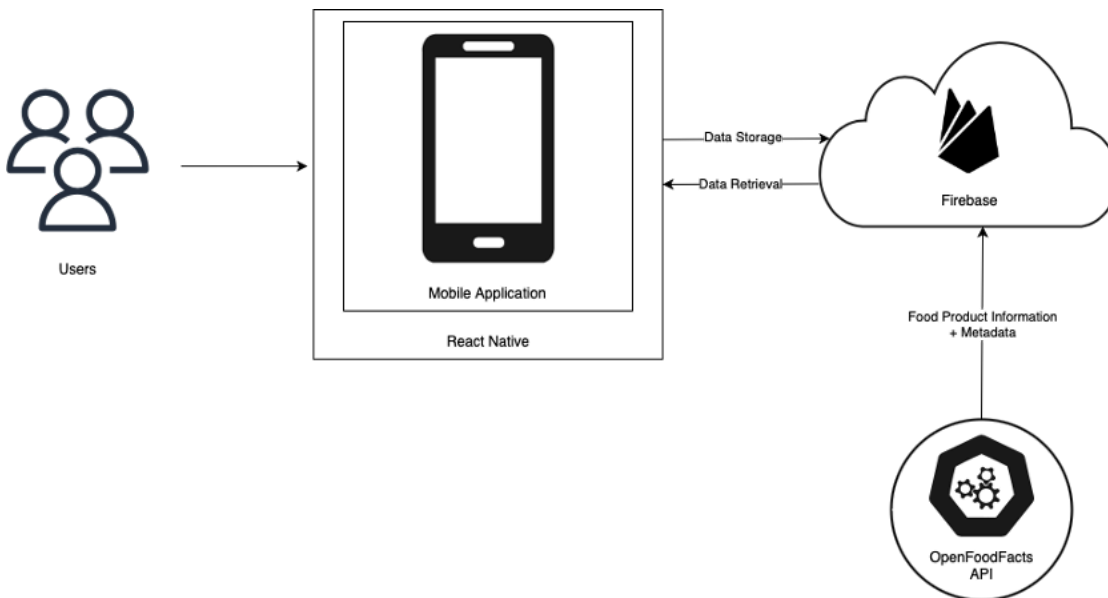 Users
Mobile Application
React Native
Data Storage
Data Retrieval
Firebase
Food Product Information
+ Metadata
OpenFoodFacts
API